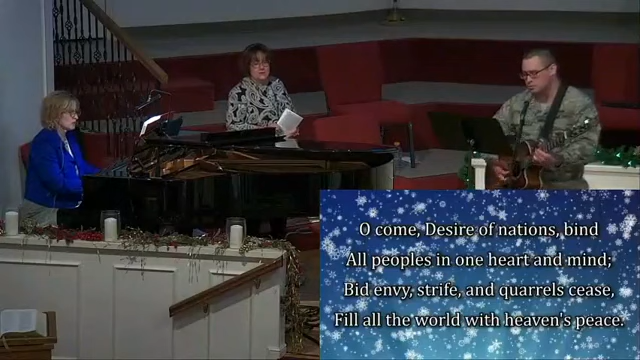 O come, Desire of nations, bind
All peoples in one heart and mind;
Bid envy, strife, and quarrels cease,
Fill all the world with heaven's peace.